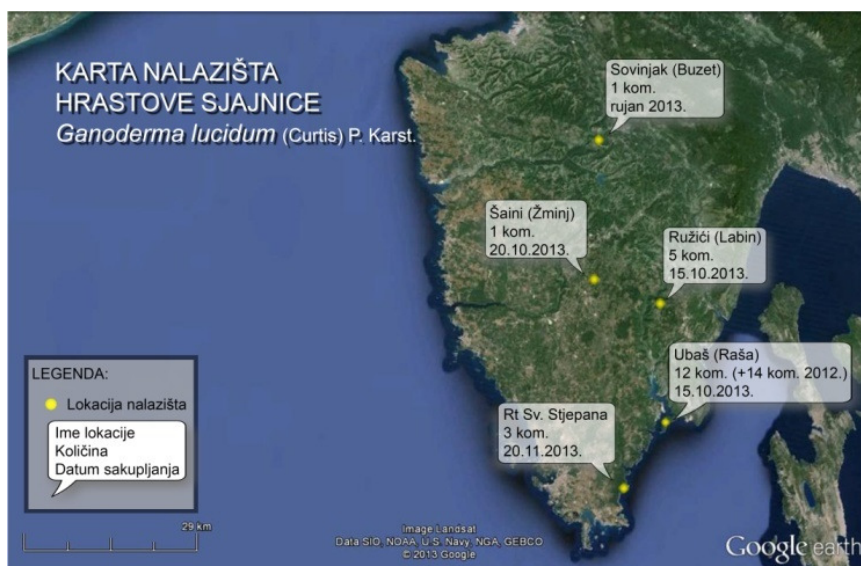 KARTA NALAZIŠTA
HRASTOVE SJAJNICE
Ganoderma lucidum (Curtis) P. Karst.
Sovinjak (Buzet)
1 kom.
rujan 2013.
Šaini (Žminj)
1 kom.
20.10.2013.
Ružići (Labin)
5 kom.
15.10.2013.
Ubaš (Raša)
12 kom. (+14 kom. 2012.)
15.10.2013.
Rt Sv. Stjepana
3 kom.
20.11.2013.
LEGENDA:
Lokacija nalazišta
Ime lokacije
Količina
Datum sakupljanja
29 km
Image Landsat
Data SIO, NOAA, U.S. Navy, NGA, GEBCO
© 2013 Google
Google earth